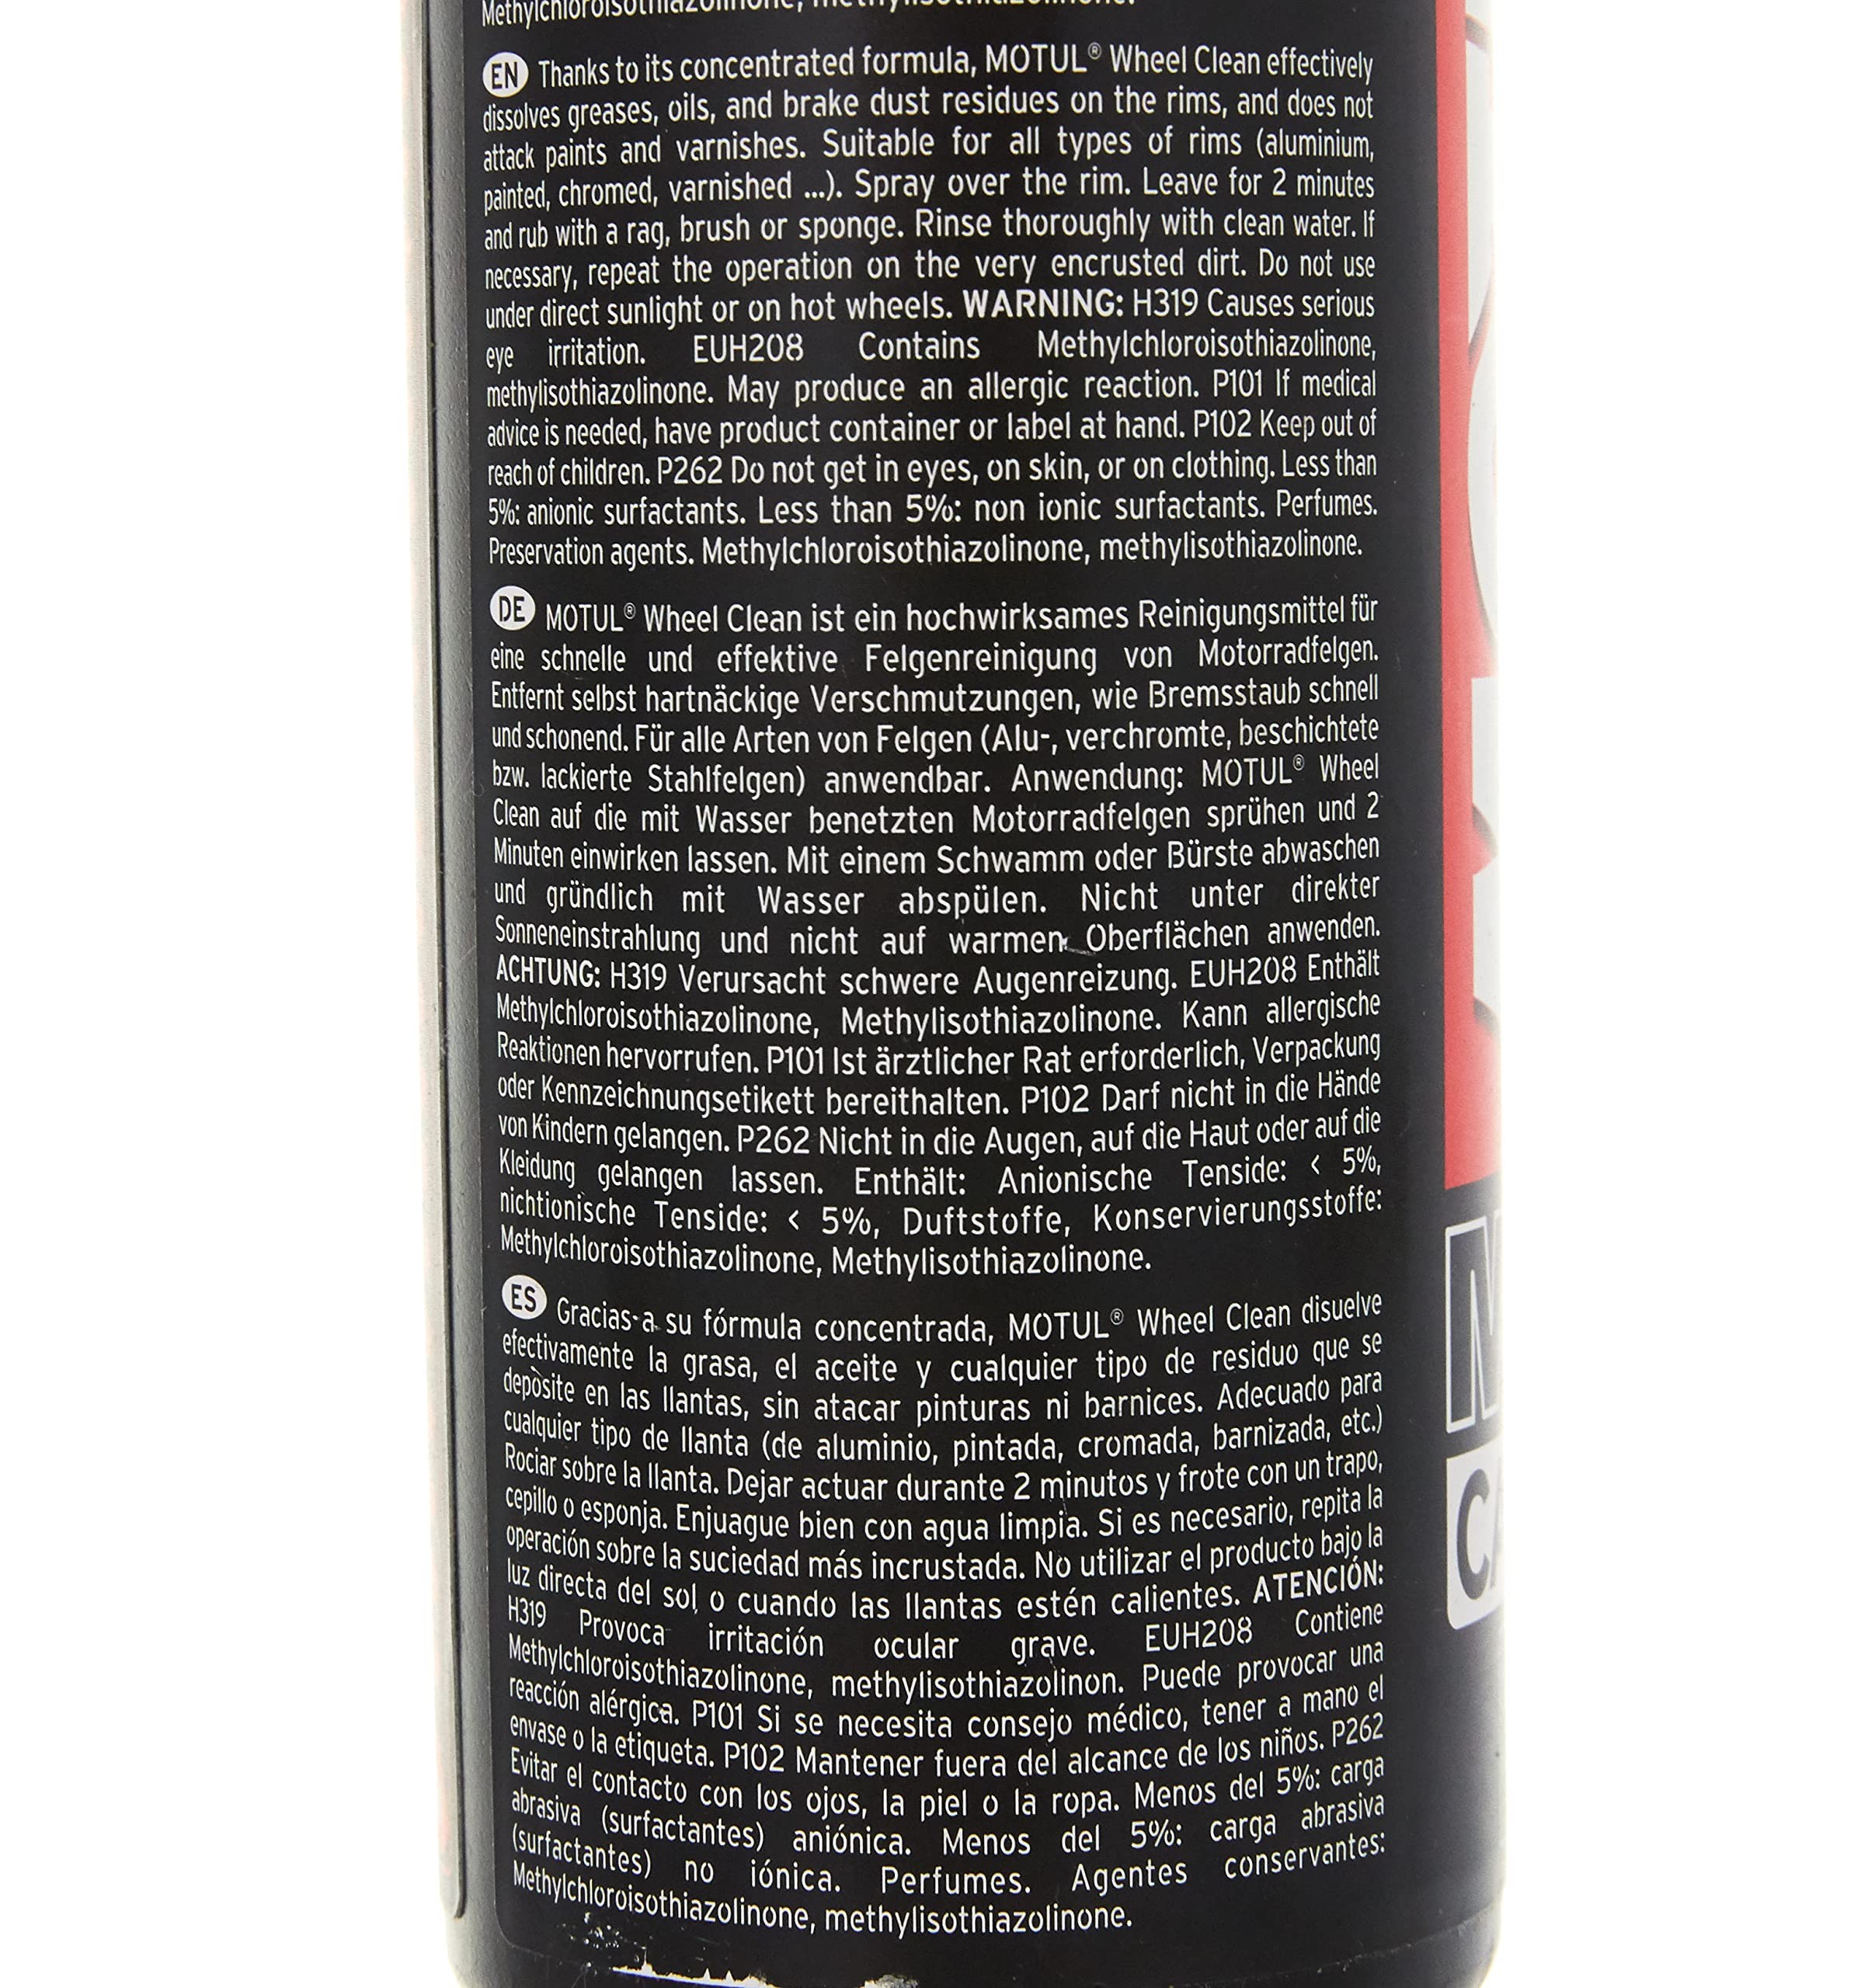 Methylchloroisothiazolinone, methylisothiazolinone.
EN Thanks to its concentrated formula, MOTUL® Wheel Clean effectively
dissolves greases, oils, and brake dust residues on the rims, and does not
attack paints and varnishes. Suitable for all types of rims (aluminium,
painted, chromed, varnished ...). Spray over the rim. Leave for 2 minutes
and rub with a rag, brush or sponge. Rinse thoroughly with clean water. If
necessary, repeat the operation on the very encrusted dirt. Do not use
under direct sunlight or on hot wheels. WARNING: H319 Causes serious
eye irritation. EUH208 Contains Methylchloroisothiazolinone,
methylisothiazolinone. May produce an allergic reaction. P101 If medical
advice is needed, have product container or label at hand. P102 Keep out of
reach of children. P262 Do not get in eyes, on skin, or on clothing. Less than
5%: anionic surfactants. Less than 5%: non ionic surfactants. Perfumes.
Preservation agents. Methylchloroisothiazolinone, methylisothiazolinone.
DE MOTUL® Wheel Clean ist ein hochwirksames Reinigungsmittel für
eine schnelle und effektive Felgenreinigung von Motorradfelgen.
Entfernt selbst hartnäckige Verschmutzungen, wie Bremsstaub schnell
und schonend. Für alle Arten von Felgen (Alu-, verchromte, beschichtete
bzw. lackierte Stahlfelgen) anwendbar. Anwendung: MOTUL® Wheel
Clean auf die mit Wasser benetzten Motorradfelgen sprühen und 2
Minuten einwirken lassen. Mit einem Schwamm oder Bürste abwaschen
und gründlich mit Wasser abspülen. Nicht unter direkter
Sonneneinstrahlung und nicht auf warmen Oberflächen anwenden.
ACHTUNG: H319 Verursacht schwere Augenreizung. EUH208 Enthält
Methylchloroisothiazolinone, Methylisothiazolinone. Kann allergische
Reaktionen hervorrufen. P101 Ist ärztlicher Rat erforderlich, Verpackung
oder Kennzeichnungsetikett bereithalten. P102 Darf nicht in die Hände
von Kindern gelangen. P262 Nicht in die Augen, auf die Haut oder auf die
Kleidung gelangen lassen. Enthält: Anionische Tenside: < 5%,
nichtionische Tenside: < 5%, Duftstoffe, Konservierungsstoffe:
Methylchloroisothiazolinone, Methylisothiazolinone.
ES Gracias a su fórmula concentrada, MOTUL® Wheel Clean disuelve
efectivamente la grasa, el aceite y cualquier tipo de residuo que se
deposite en las llantas, sin atacar pinturas ni barnices. Adecuado para
cualquier tipo de llanta (de aluminio, pintada, cromada, barnizada, etc.)
Rociar sobre la llanta. Dejar actuar durante 2 minutos y frote con un trapo,
cepillo o esponja. Enjuague bien con agua limpia. Si es necesario, repita la
operación sobre la suciedad más incrustada. No utilizar el producto bajo la
luz directa del sol o cuando las llantas estén calientes. ATENCIÓN:
H319 Provoca irritación ocular grave. EUH208 Contiene
Methylchloroisothiazolinone, methylisothiazolinon. Puede provocar una
reacción alérgica. P101 Si se necesita consejo médico, tener a mano el
envase o la etiqueta. P102 Mantener fuera del alcance de los niños. P262
Evitar el contacto con los ojos, la piel o la ropa. Menos del 5%: carga
abrasiva (surfactantes) aniónica. Menos del 5%: carga abrasiva
(surfactantes) no iónica. Perfumes. Agentes conservantes:
Methylchloroisothiazolinone, methylisothiazolinone.